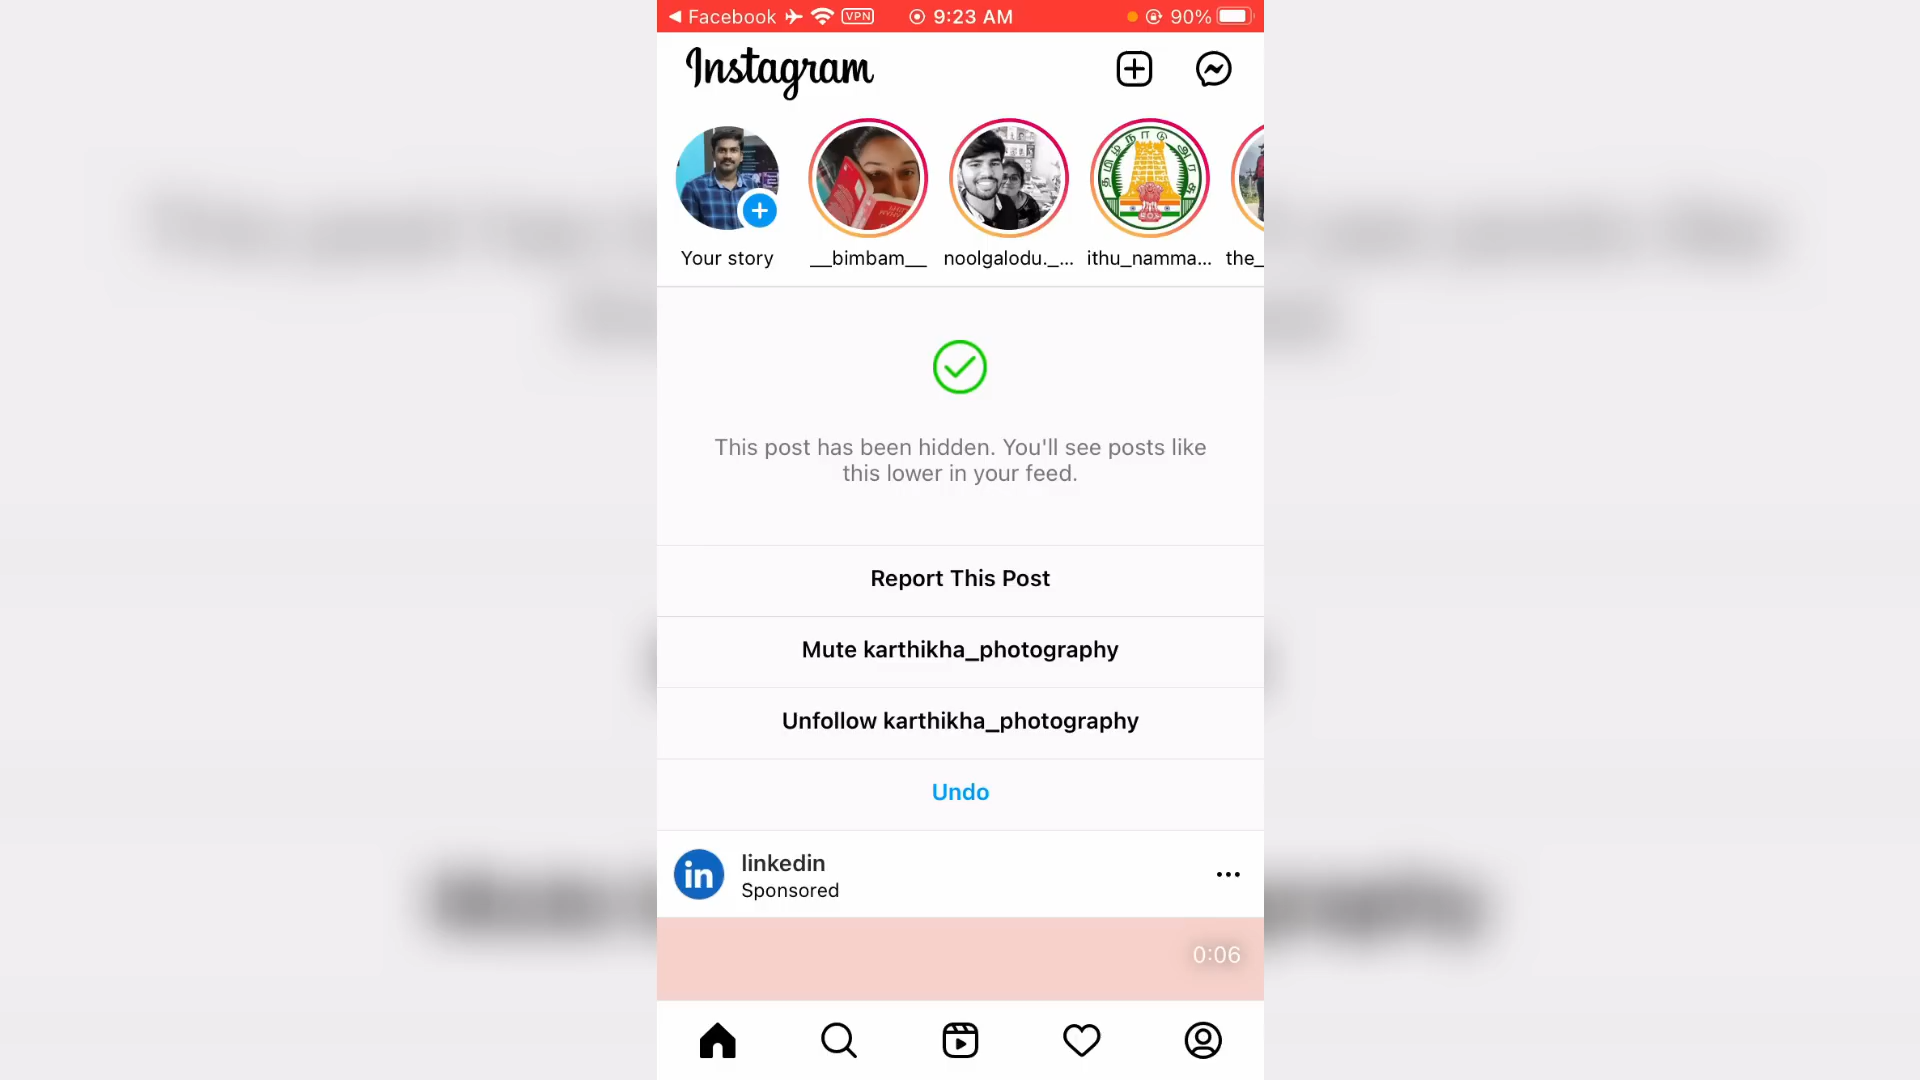 Facebook VPN 9:23 AM 90%
Instagram
Your story __bimbam__ noolgalodu._... ithu_namma... the_
This post has been hidden. You'll see posts like
this lower in your feed.
Report This Post
Mute karthikha_photography
Unfollow karthikha_photography
Undo
in linkedin
Sponsored
0:06